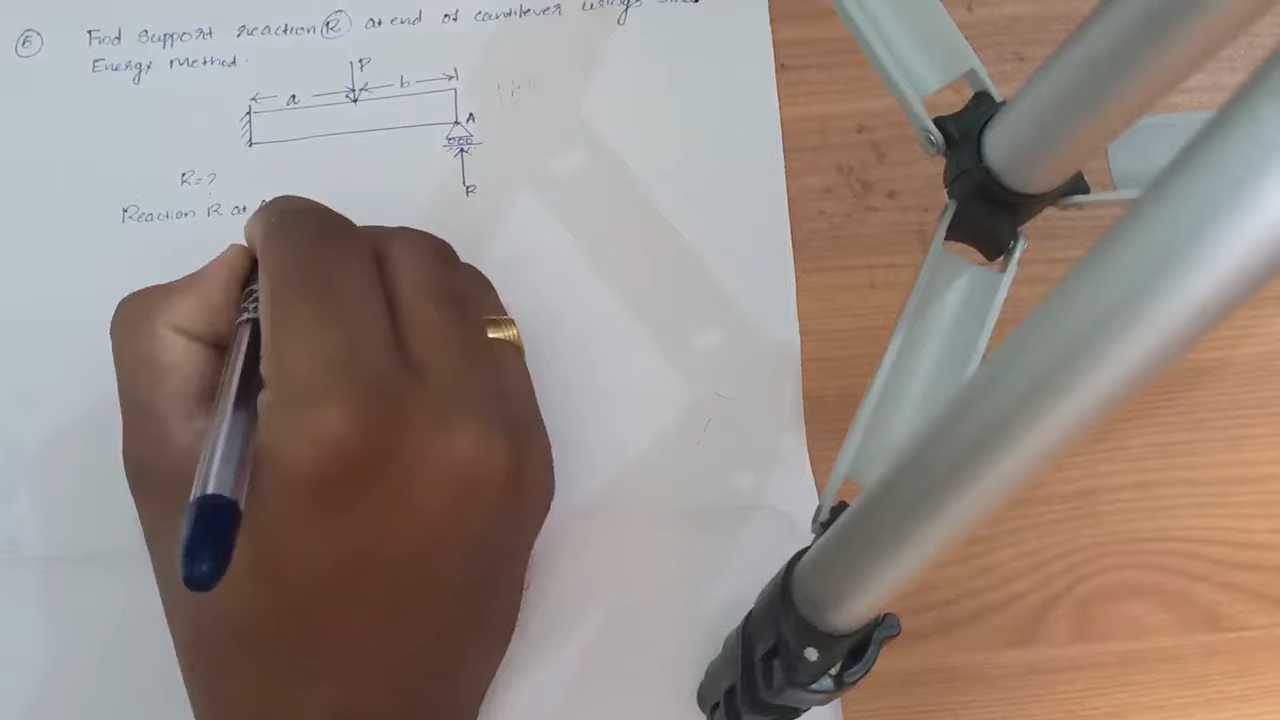 6 Find Support reaction R at end of cantilever using
Energy Method.
P
a b
A
R=?
R
Reaction R at